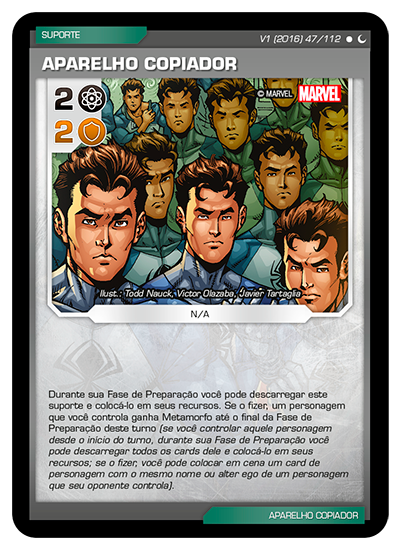 SUPORTE
V1 (2016) 47/112
APARELHO COPIADOR
2
2
© MARVEL MARVEL
Ilust.: Todd Nauck, Victor Olazaba, Javier Tartaglia
N/A
Durante sua Fase de Preparação você pode descarregar este
suporte e colocá-lo em seus recursos. Se o fizer, um personagem
que você controla ganha Metamorfo até o final da Fase de
Preparação deste turno (se você controlar aquele personagem
desde o início do turno, durante sua Fase de Preparação você
pode descarregar todos os cards dele e colocá-lo em seus
recursos; se o fizer, você pode colocar em cena um card de
personagem com o mesmo nome ou alter ego de um personagem
que seu oponente controla).
APARELHO COPIADOR